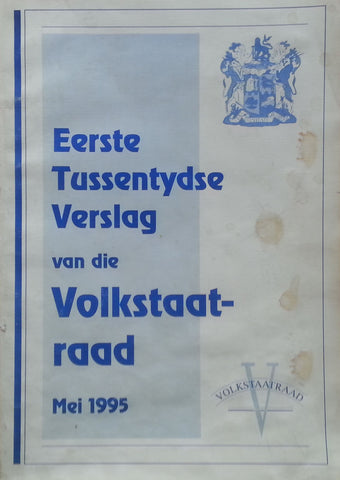 Eerste
Tussentydse
Verslag
van die
Volkstaat-
raad
Mei 1995
VOLKSTAATRAAD
V